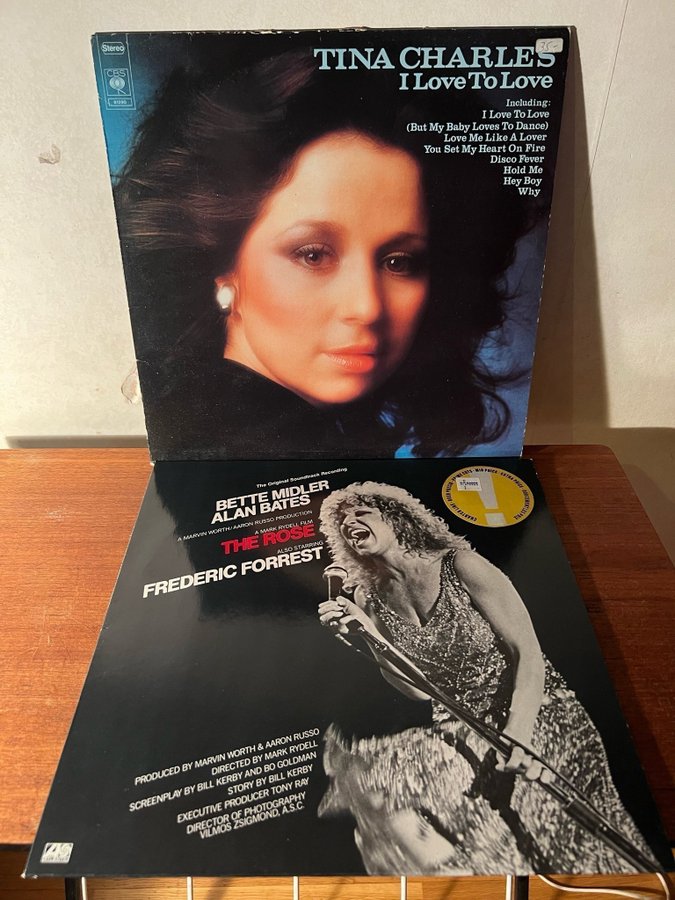 Stereo
CBS
35-
TINA CHARLES
I Love To Love
Including:
I Love To Love
(But My Baby Loves To Dance)
Love Me Like A Lover
You Set My Heart On Fire
Disco Fever
Hold Me
Hey Boy
Why
The Original Soundtrack Recording
BETTE MIDLER
ALAN BATES
A MARVIN WORTH/AARON RUSSO PRODUCTION
A MARK RYDELL FILM
THE ROSE
ALSO STARRING
FREDERIC FORREST
PRODUCED BY MARVIN WORTH & AARON RUSSO
DIRECTED BY MARK RYDELL
SCREENPLAY BY BILL KERBY AND BO GOLDMAN
STORY BY BILL KERBY
EXECUTIVE PRODUCER TONY RAY
DIRECTOR OF PHOTOGRAPHY
VILMOS ZSIGMOND, A.S.C.